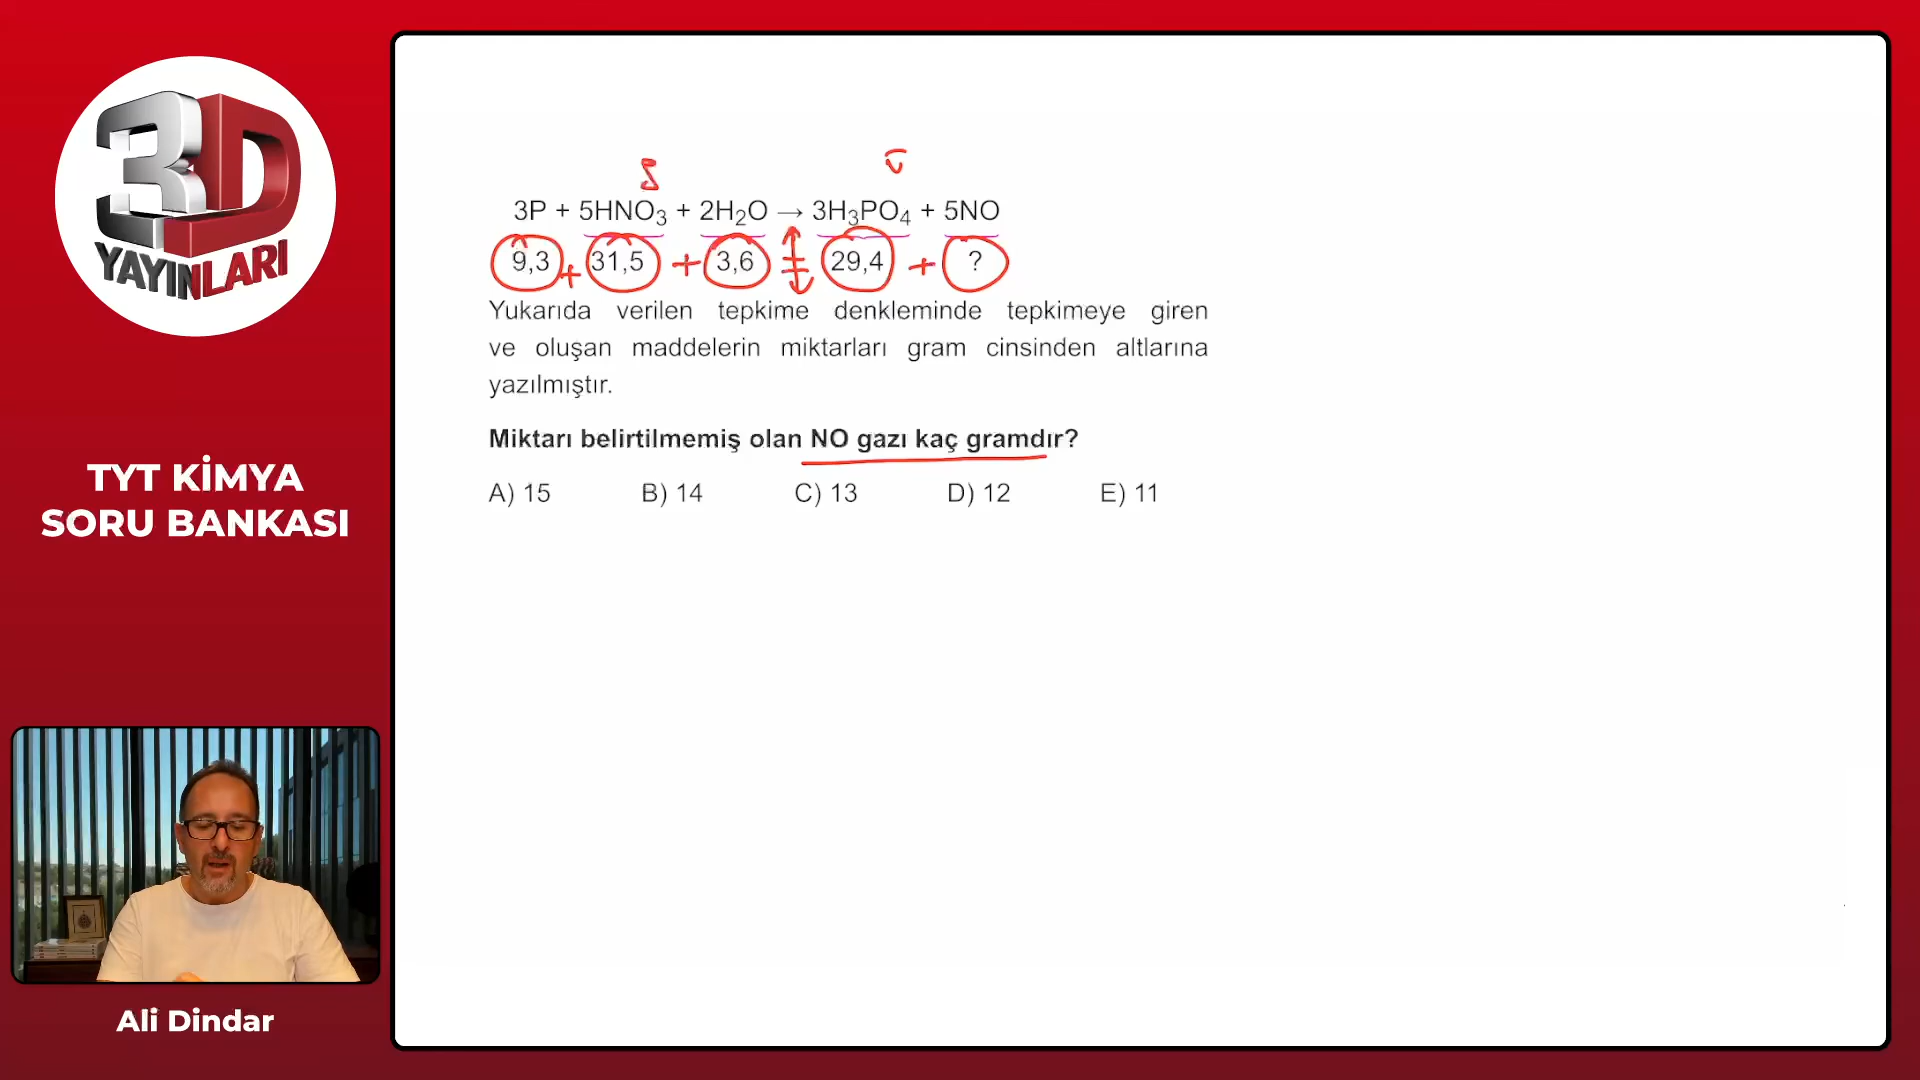 3D
YAYINLARI
TYT KİMYA
SORU BANKASI
Ali Dindar
3P + 5HNO₃ + 2H₂O → 3H₃PO₄ + 5NO
9,3 + 31,5 + 3,6 = 29,4 + ?
Yukarıda verilen tepkime denkleminde tepkimeye giren
ve oluşan maddelerin miktarları gram cinsinden altlarına
yazılmıştır.
Miktarı belirtilmemiş olan NO gazı kaç gramdır?
A) 15 B) 14 C) 13 D) 12 E) 11